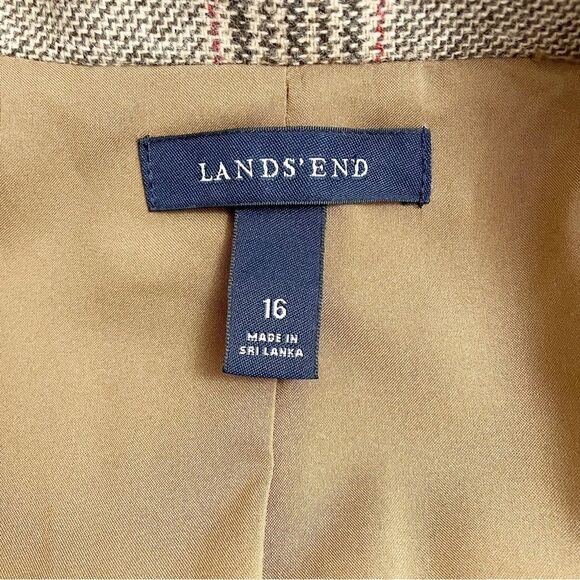 LANDS' END
16
MADE IN
SRI LANKA